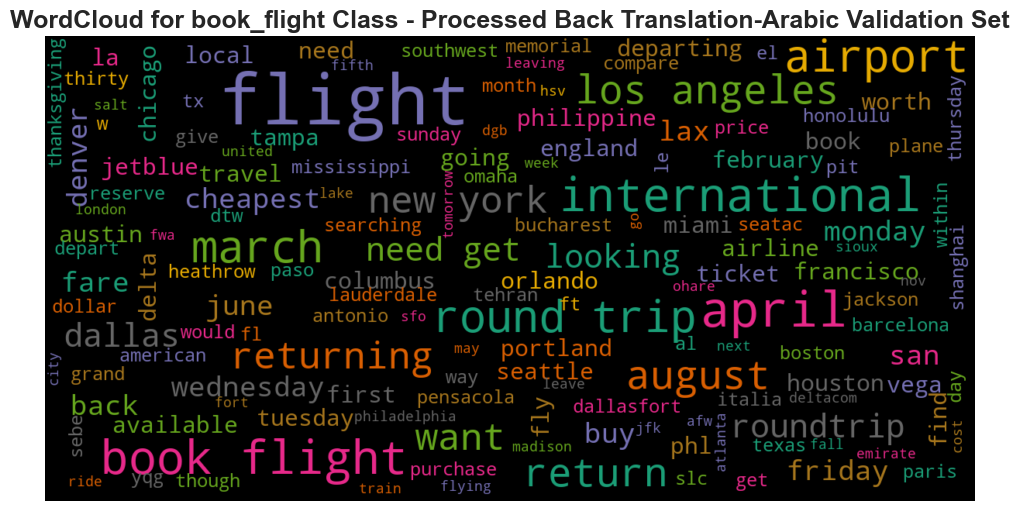 WordCloud for book_flight Class - Processed Back Translation-Arabic Validation Set
thanksgiving la thirty salt w chicago local need fifth southwest memorial leaving compare departing el airport
denver tx give flight month hsv los angeles worth honolulu thursday
tampa sunday dgb philippine lax price book plane
jetblue united mississippi going week england le february pit
travel omaha
reserve london cheapest lake new york tomorrow international within
dtw searching bucharest go miami seatac monday
austin fwa march need get looking airline sioux shanghai
depart delta heathrow paso columbus orlando ohare ticket francisco nov
fare june lauderdale tehran ft april jackson
dollar antonio sfo round trip barcelona
dallas would fl al next boston san
city american returning may portland
grand wednesday first way leave seattle august houston vega day
fort pensacola italia deltacom
back tuesday philadelphia fly dallasfort roundtrip find
sebe available want buy jfk afw atlanta texas fall cost
book flight madison phl emirate
ride yqg though train purchase flying return slc get friday paris